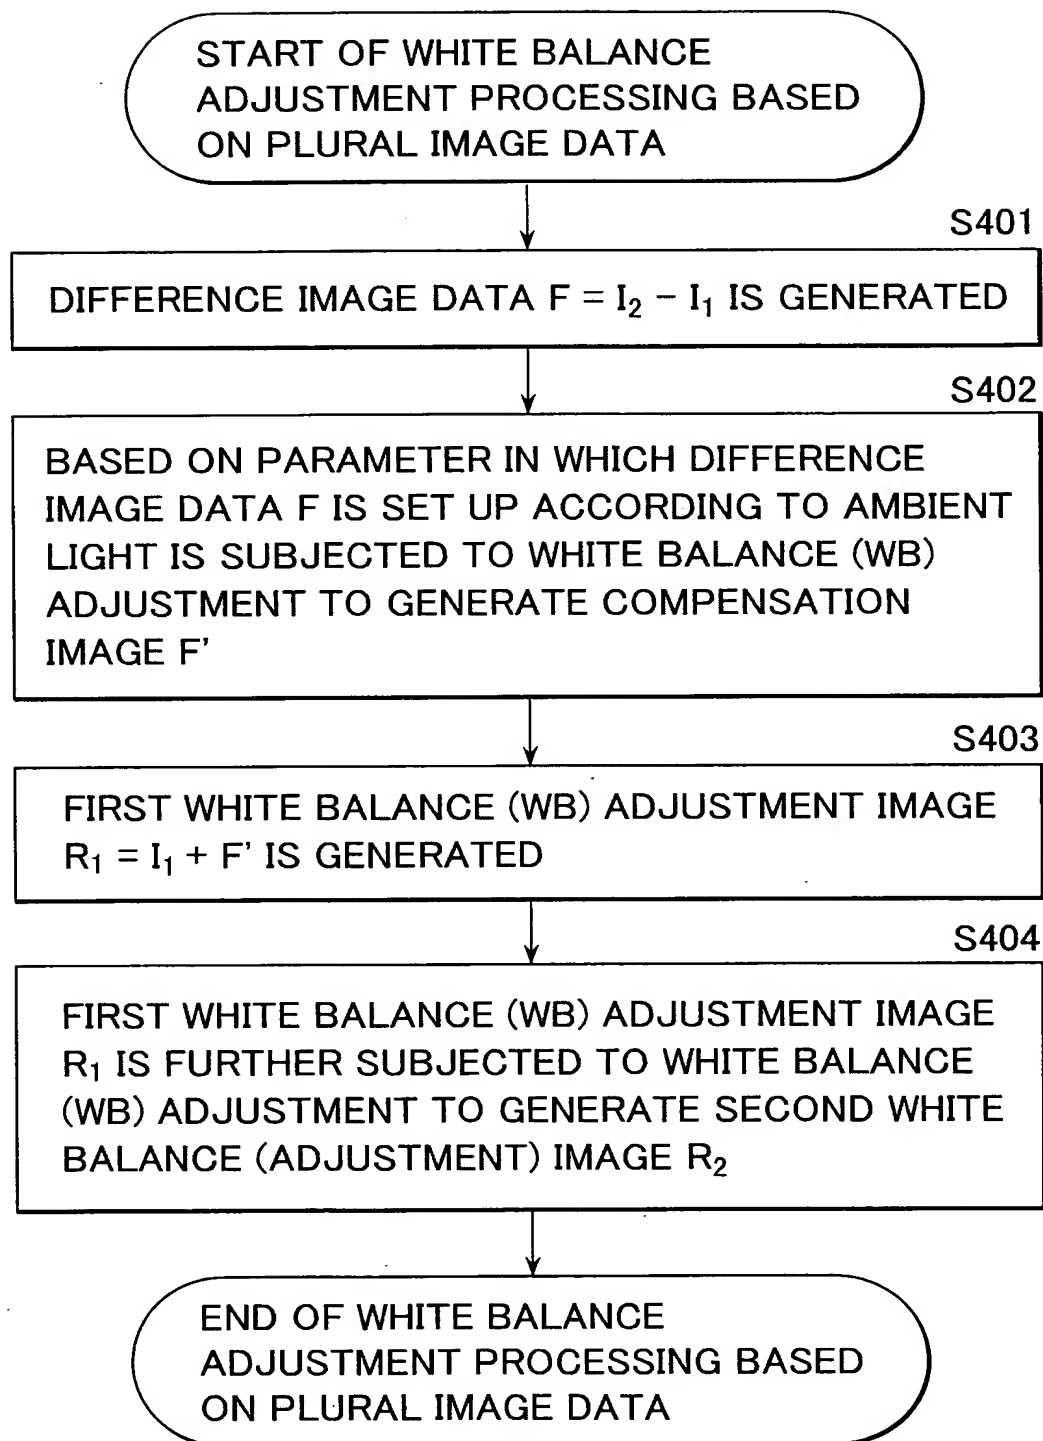 START OF WHITE BALANCE
ADJUSTMENT PROCESSING BASED
ON PLURAL IMAGE DATA
S401
DIFFERENCE IMAGE DATA F = I₂ − I₁ IS GENERATED
S402
BASED ON PARAMETER IN WHICH DIFFERENCE
IMAGE DATA F IS SET UP ACCORDING TO AMBIENT
LIGHT IS SUBJECTED TO WHITE BALANCE (WB)
ADJUSTMENT TO GENERATE COMPENSATION
IMAGE F'
S403
FIRST WHITE BALANCE (WB) ADJUSTMENT IMAGE
R₁ = I₁ + F' IS GENERATED
S404
FIRST WHITE BALANCE (WB) ADJUSTMENT IMAGE
R₁ IS FURTHER SUBJECTED TO WHITE BALANCE
(WB) ADJUSTMENT TO GENERATE SECOND WHITE
BALANCE (ADJUSTMENT) IMAGE R₂
END OF WHITE BALANCE
ADJUSTMENT PROCESSING BASED
ON PLURAL IMAGE DATA